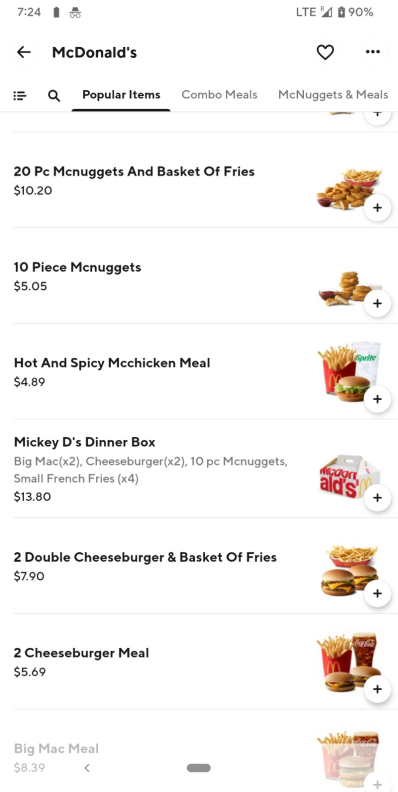 7:24 LTE 90%
McDonald's
Popular Items Combo Meals McNuggets & Meals
20 Pc Mcnuggets And Basket Of Fries
$10.20
10 Piece Mcnuggets
$5.05
Hot And Spicy Mcchicken Meal
$4.89
Sprite
Mickey D's Dinner Box
Big Mac(x2), Cheeseburger(x2), 10 pc Mcnuggets,
Small French Fries (x4)
$13.80
McDon
ald's
2 Double Cheeseburger & Basket Of Fries
$7.90
2 Cheeseburger Meal
$5.69
Coca-Cola
Big Mac Meal
$8.39